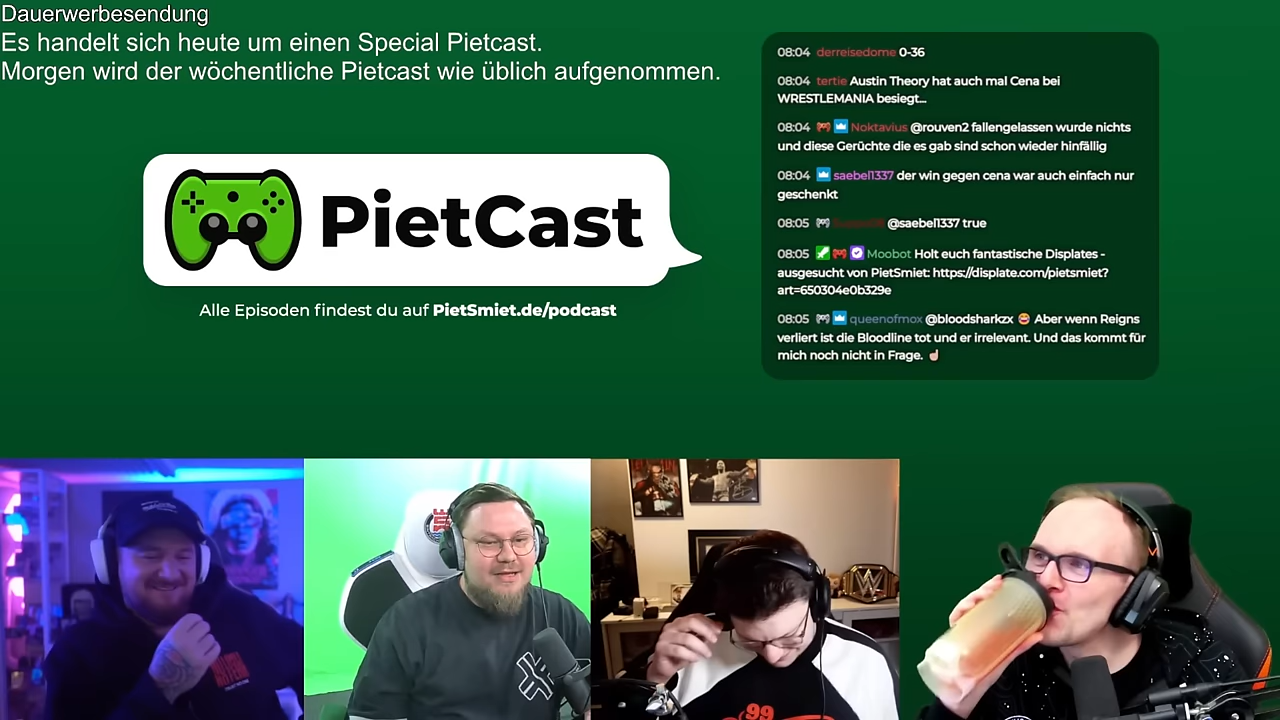 Dauerwerbesendung
Es handelt sich heute um einen Special Pietcast.
Morgen wird der wöchentliche Pietcast wie üblich aufgenommen.
PietCast
Alle Episoden findest du auf PietSmiet.de/podcast
08:04 derreisedome 0-36
08:04 tertie Austin Theory hat auch mal Cena bei
WRESTLEMANIA besiegt...
08:04 Noktavius @rouven2 fallengelassen wurde nichts
und diese Gerüchte die es gab sind schon wieder hinfällig
08:04 saebel1337 der win gegen cena war auch einfach nur
geschenkt
08:05 @saebel1337 true
08:05 Moobot Holt euch fantastische Displates -
ausgesucht von PietSmiet: https://displate.com/pietsmiet?
art=650304e0b329e
08:05 queenofmox @bloodsharkzx 😂 Aber wenn Reigns
verliert ist die Bloodline tot und er irrelevant. Und das kommt für
mich noch nicht in Frage. ☝🏼
99